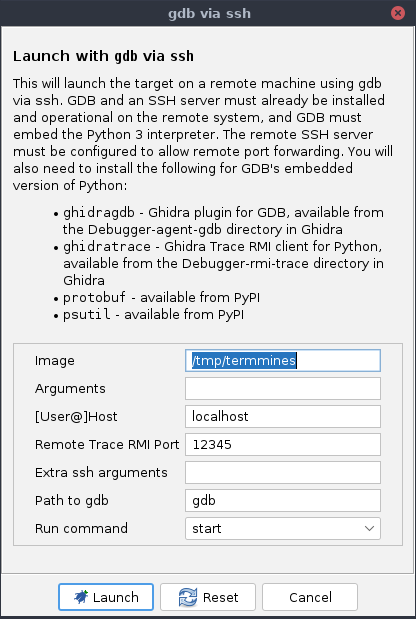 gdb via ssh
Launch with gdb via ssh
This will launch the target on a remote machine using gdb
via ssh. GDB and an SSH server must already be installed
and operational on the remote system, and GDB must
embed the Python 3 interpreter. The remote SSH server
must be configured to allow remote port forwarding. You will
also need to install the following for GDB's embedded
version of Python:
• ghidragdb - Ghidra plugin for GDB, available from
the Debugger-agent-gdb directory in Ghidra
• ghidratrace - Ghidra Trace RMI client for Python,
available from the Debugger-rmi-trace directory in
Ghidra
• protobuf - available from PyPI
• psutil - available from PyPI
Image /tmp/termmines
Arguments
[User@]Host localhost
Remote Trace RMI Port 12345
Extra ssh arguments
Path to gdb gdb
Run command start
Launch Reset Cancel